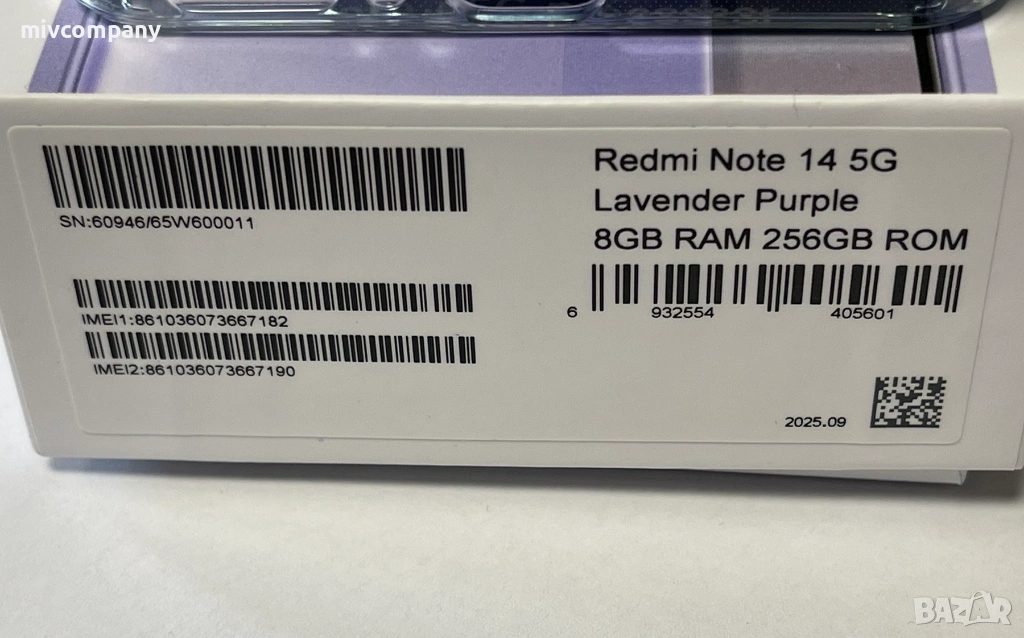 mivcompany
SN:60946/65W600011
IMEI1:861036073667182
IMEI2:861036073667190
Redmi Note 14 5G
Lavender Purple
8GB RAM 256GB ROM
6 932554 405601
2025.09
BAZAR